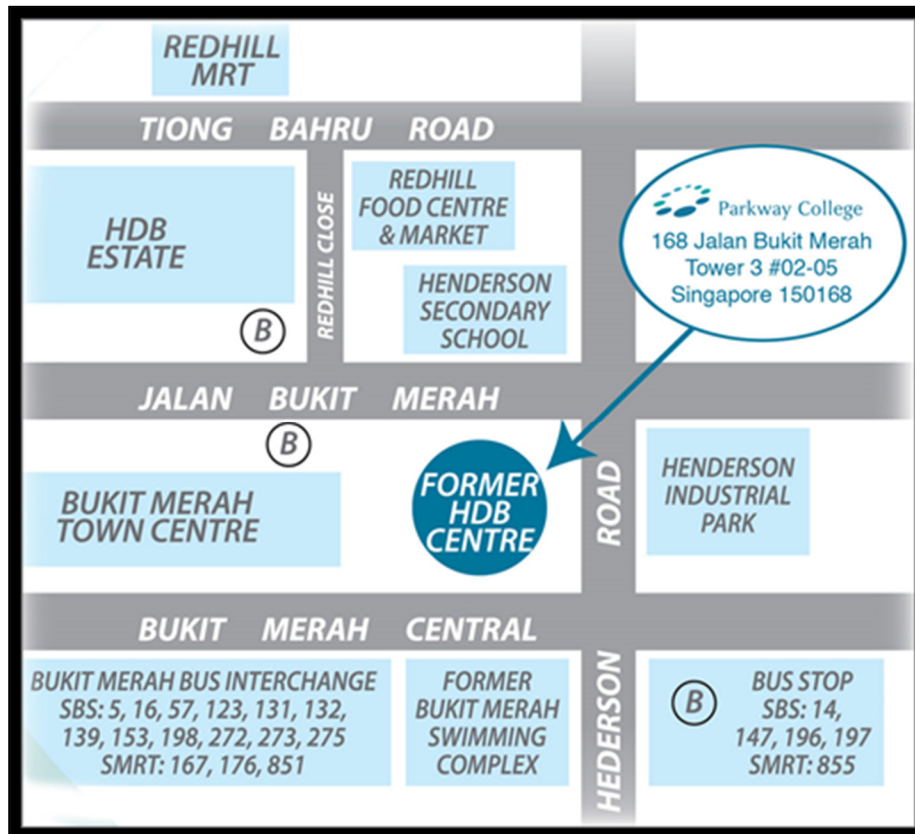 REDHILL
MRT
TIONG BAHRU ROAD
HDB
ESTATE
REDHILL CLOSE
REDHILL
FOOD CENTRE
& MARKET
HENDERSON
SECONDARY
SCHOOL
Parkway College
168 Jalan Bukit Merah
Tower 3 #02-05
Singapore 150168
B
JALAN BUKIT MERAH
B
BUKIT MERAH
TOWN CENTRE
FORMER
HDB
CENTRE
HEDERSON ROAD
HENDERSON
INDUSTRIAL
PARK
BUKIT MERAH CENTRAL
BUKIT MERAH BUS INTERCHANGE
SBS: 5, 16, 57, 123, 131, 132,
139, 153, 198, 272, 273, 275
SMRT: 167, 176, 851
FORMER
BUKIT MERAH
SWIMMING
COMPLEX
B
BUS STOP
SBS: 14,
147, 196, 197
SMRT: 855